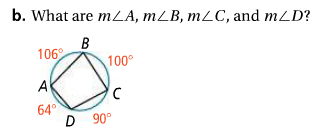 b. What are m∠A, m∠B, m∠C, and m∠D?
B
106°
100°
A
C
64°
D
90°